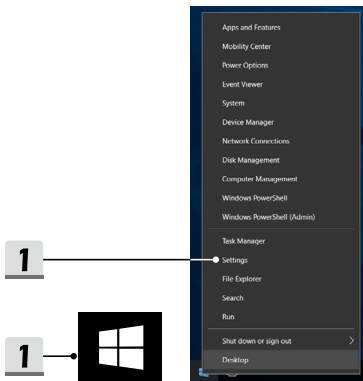 Apps and Features
Mobility Center
Power Options
Event Viewer
System
Device Manager
Network Connections
Disk Management
Computer Management
Windows PowerShell
Windows PowerShell (Admin)
Task Manager
1
Settings
File Explorer
Search
Run
Shut down or sign out
1
Desktop